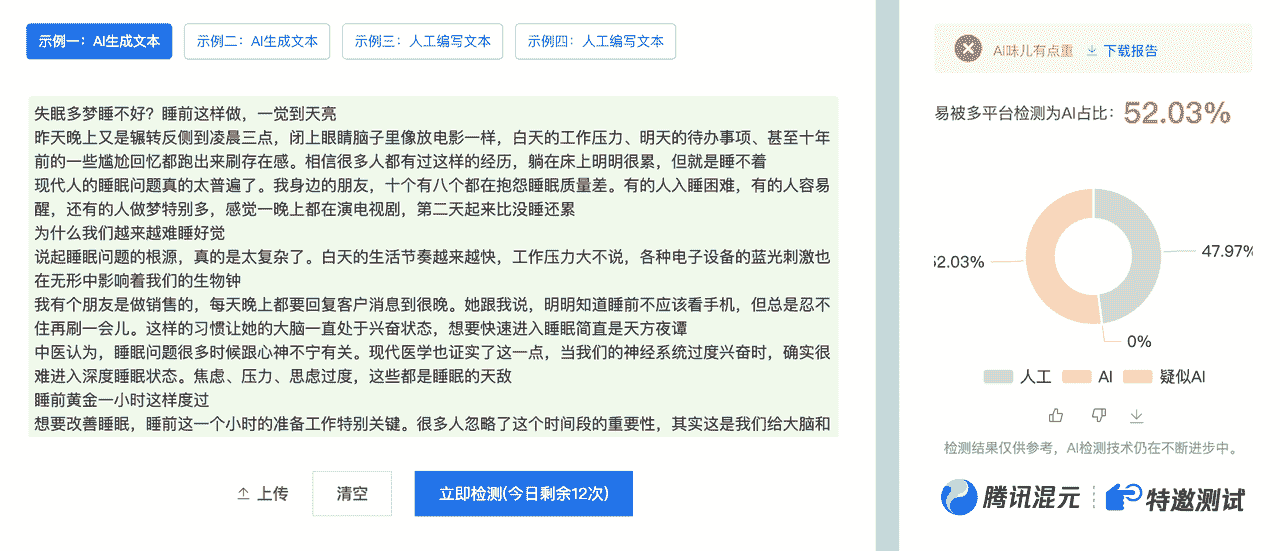 示例一：AI生成文本
示例二：AI生成文本
示例三：人工编写文本
示例四：人工编写文本
失眠多梦睡不好？睡前这样做，一觉到天亮
昨天晚上又是辗转反侧到凌晨三点，闭上眼睛脑子里像放电影一样，白天的工作压力、明天的待办事项、甚至十年
前的一些尴尬回忆都跑出来刷存在感。相信很多人都有过这样的经历，躺在床上明明很累，但就是睡不着
现代人的睡眠问题真的太普遍了。我身边的朋友，十个有八个都在抱怨睡眠质量差。有的人入睡困难，有的人容易
醒，还有的人做梦特别多，感觉一晚上都在演电视剧，第二天起来比没睡还累
为什么我们越来越难睡好觉
说起睡眠问题的根源，真的是太复杂了。白天的生活节奏越来越快，工作压力大不说，各种电子设备的蓝光刺激也
在无形中影响着我们的生物钟
我有个朋友是做销售的，每天晚上都要回复客户消息到很晚。她跟我说，明明知道睡前不应该看手机，但总是忍不
住再刷一会儿。这样的习惯让她的大脑一直处于兴奋状态，想要快速进入睡眠简直是天方夜谭
中医认为，睡眠问题很多时候跟心神不宁有关。现代医学也证实了这一点，当我们的神经系统过度兴奋时，确实很
难进入深度睡眠状态。焦虑、压力、思虑过度，这些都是睡眠的天敌
睡前黄金一小时这样度过
想要改善睡眠，睡前这一个小时的准备工作特别关键。很多人忽略了这个时间段的重要性，其实这是我们给大脑和
上传
清空
立即检测(今日剩余12次)
AI味儿有点重
下载报告
易被多平台检测为AI占比：52.03%
52.03%
47.97%
0%
人工
AI
疑似AI
检测结果仅供参考，AI检测技术仍在不断进步中。
腾讯混元
特邀测试